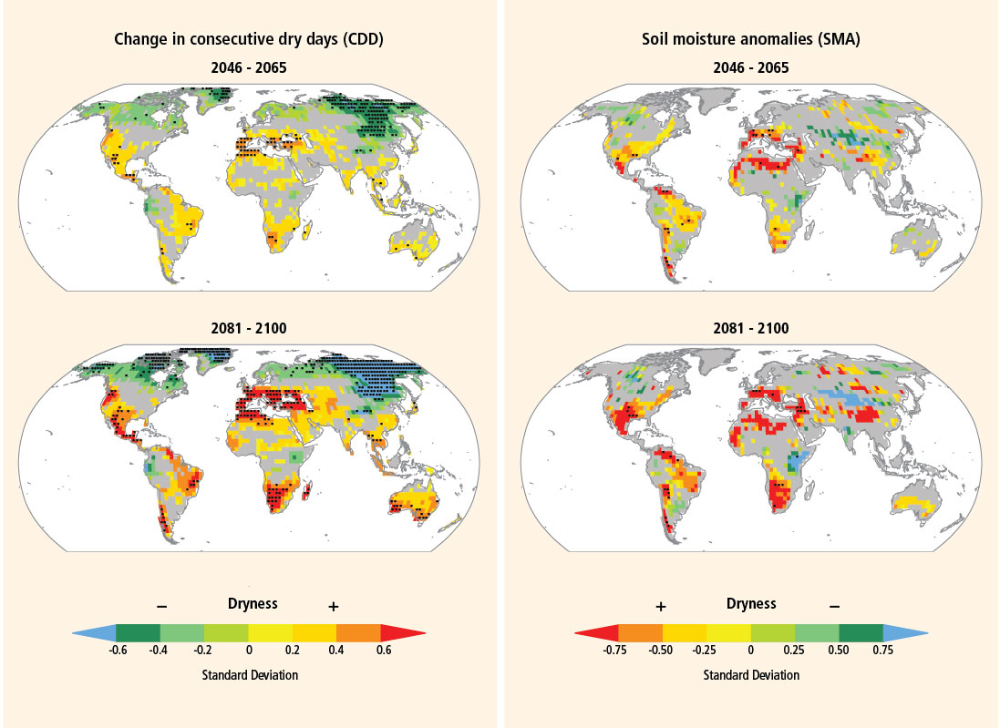 Change in consecutive dry days (CDD)
2046 - 2065
2081 - 2100
− Dryness +
-0.6 -0.4 -0.2 0 0.2 0.4 0.6
Standard Deviation
Soil moisture anomalies (SMA)
2046 - 2065
2081 - 2100
+ Dryness −
-0.75 -0.50 -0.25 0 0.25 0.50 0.75
Standard Deviation